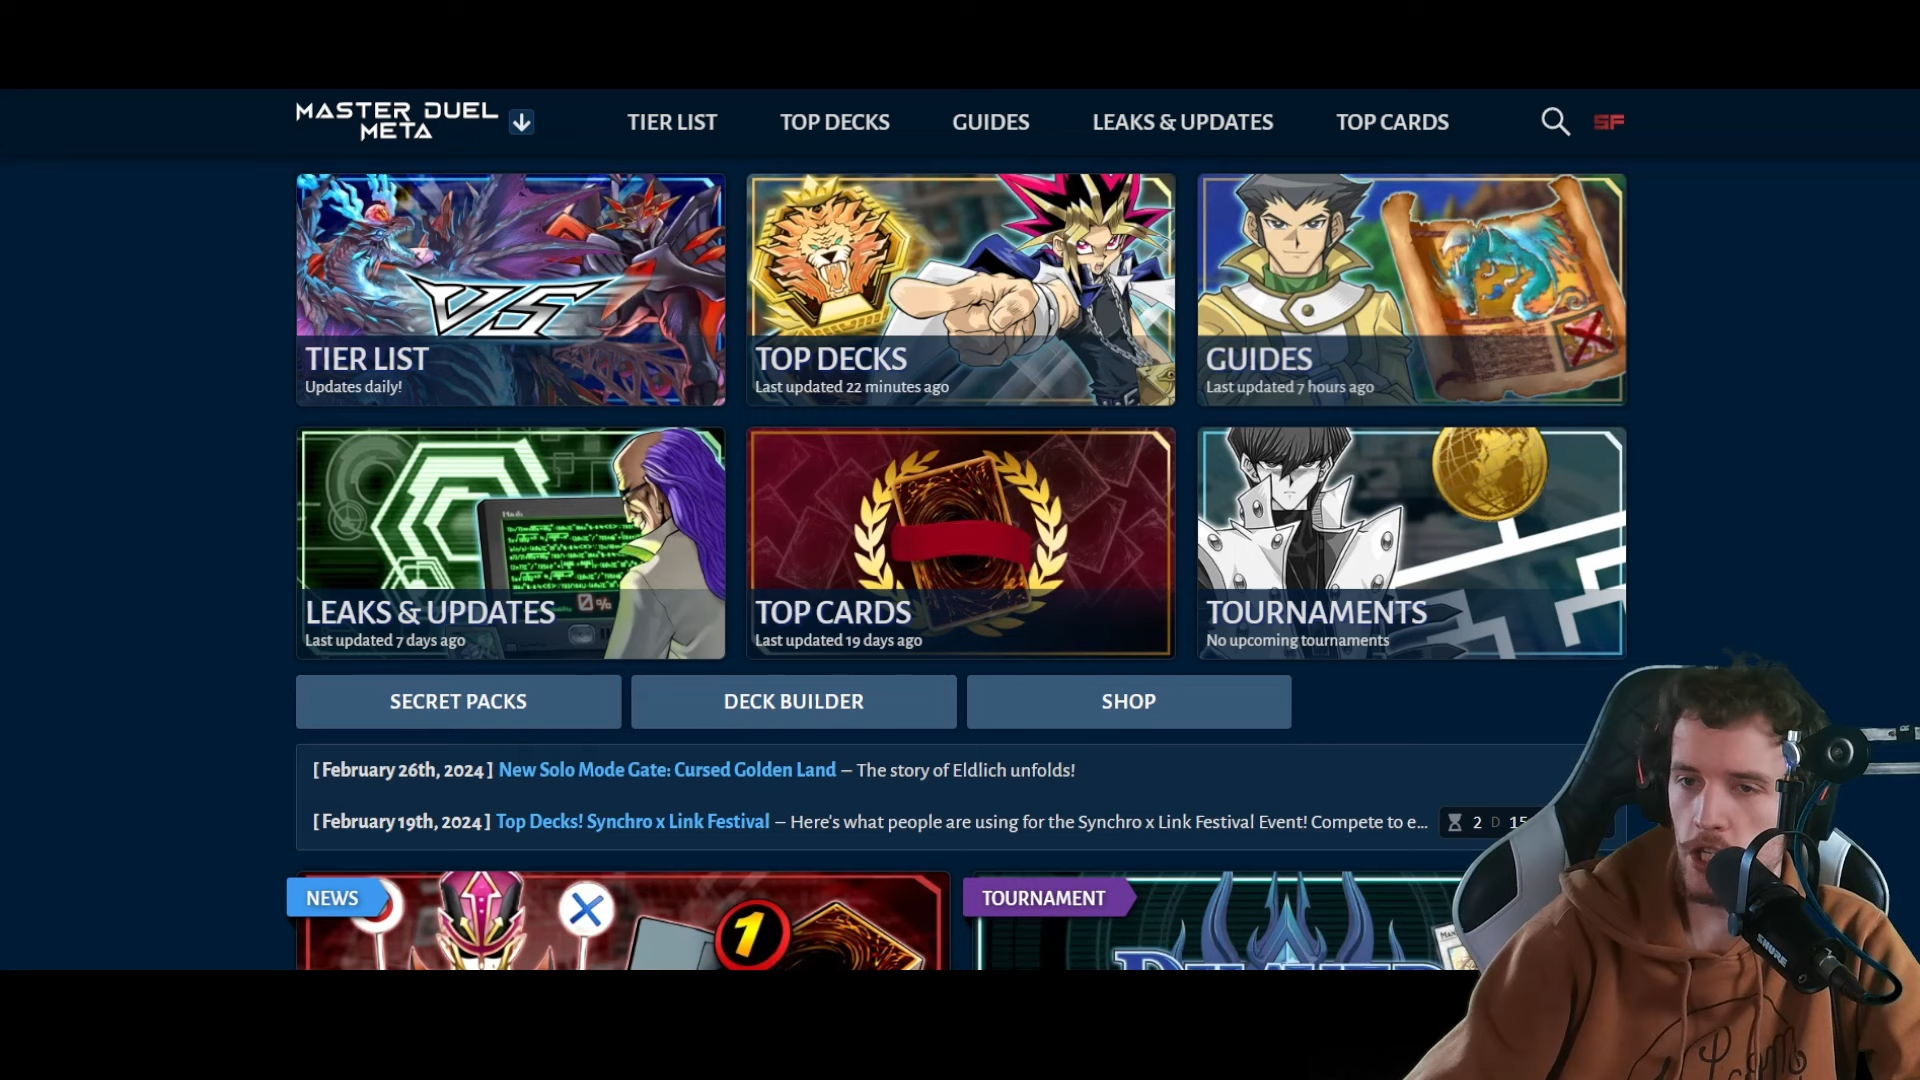 MASTER DUEL
META
TIER LIST
TOP DECKS
GUIDES
LEAKS & UPDATES
TOP CARDS
SF
VS
TIER LIST
Updates daily!
TOP DECKS
Last updated 22 minutes ago
GUIDES
Last updated 7 hours ago
0 %
LEAKS & UPDATES
Last updated 7 days ago
TOP CARDS
Last updated 19 days ago
TOURNAMENTS
No upcoming tournaments
SECRET PACKS
DECK BUILDER
SHOP
[ February 26th, 2024 ] New Solo Mode Gate: Cursed Golden Land – The story of Eldlich unfolds!
[ February 19th, 2024 ] Top Decks! Synchro x Link Festival – Here's what people are using for the Synchro x Link Festival Event! Compete to e... 2 D 15
NEWS
1
TOURNAMENT
SHURE